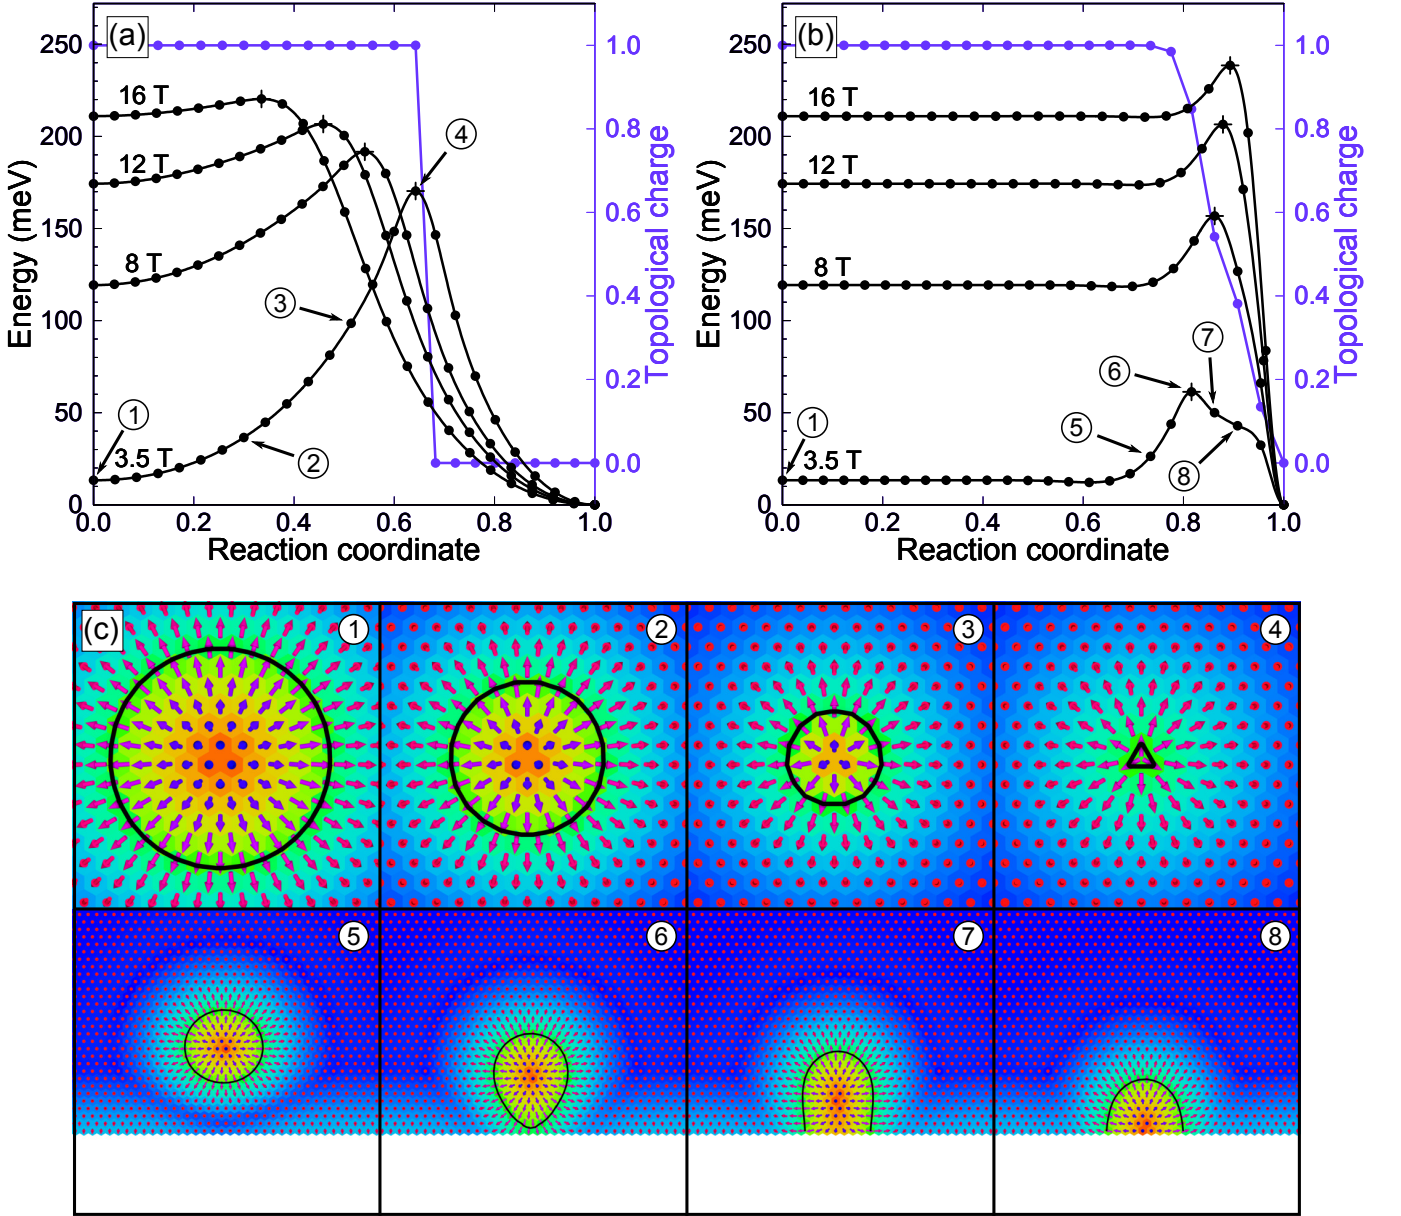 (a)
250
200
150
100
50
0
Energy (meV)
16 T
12 T
8 T
3.5 T
1
2
3
4
1.0
0.8
0.6
0.4
0.2
0.0
Topological charge
0.0 0.2 0.4 0.6 0.8 1.0
Reaction coordinate
(b)
250
200
150
100
50
0
Energy (meV)
16 T
12 T
8 T
3.5 T
1
5
6
7
8
1.0
0.8
0.6
0.4
0.2
0.0
Topological charge
0.0 0.2 0.4 0.6 0.8 1.0
Reaction coordinate
(c)
1 2 3 4
5 6 7 8